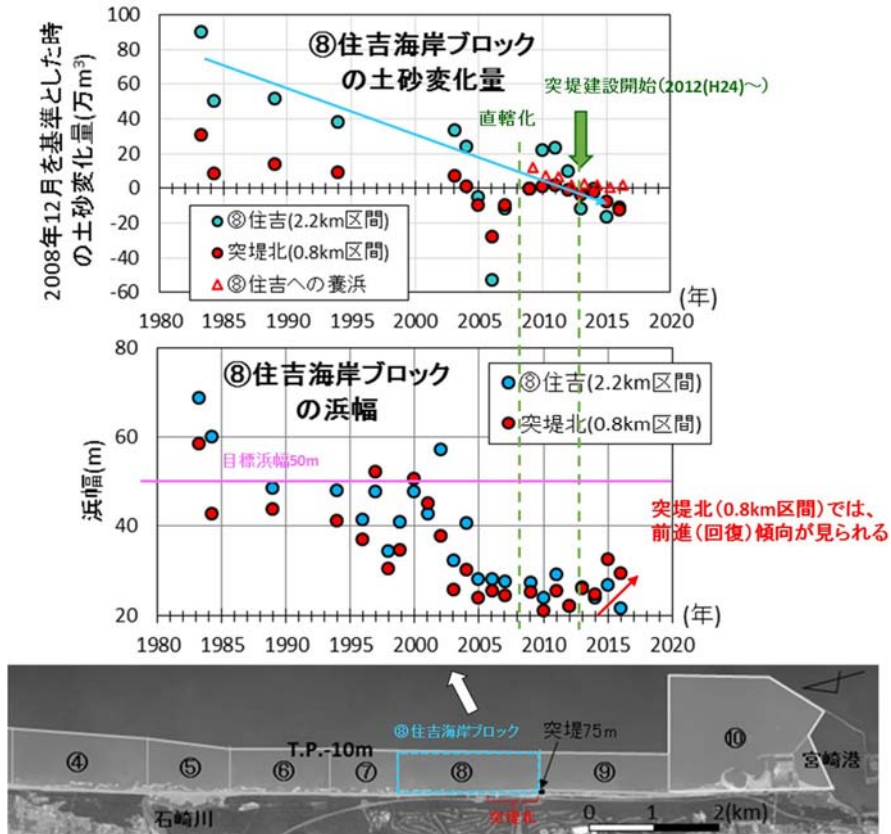 ⑧住吉海岸ブロック
の土砂変化量
2008年12月を基準とした時
の土砂変化量(万m³)
100
80
60
40
20
0
-20
-40
-60
突堤建設開始(2012(H24)~)
直轄化
⑧住吉(2.2km区間)
突堤北(0.8km区間)
⑧住吉への養浜
(年)
1980 1985 1990 1995 2000 2005 2010 2015 2020
⑧住吉海岸ブロック
の浜幅
浜幅(m)
80
60
40
20
⑧住吉(2.2km区間)
突堤北(0.8km区間)
目標浜幅50m
突堤北(0.8km区間)では、
前進(回復)傾向が見られる
(年)
1980 1985 1990 1995 2000 2005 2010 2015 2020
⑧住吉海岸ブロック
T.P.-10m
突堤75m
④ ⑤ ⑥ ⑦ ⑧ ⑨ ⑩
宮崎港
石崎川
突堤北
0 1 2(km)